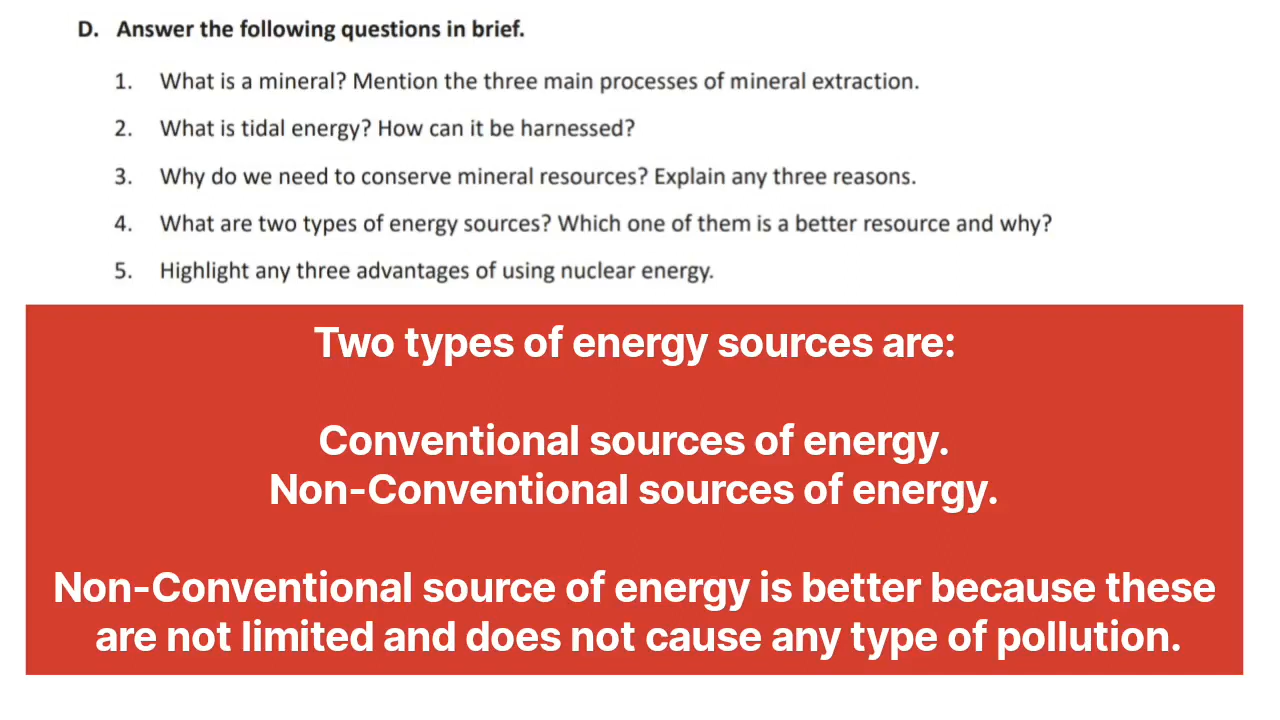 D. Answer the following questions in brief.
1. What is a mineral? Mention the three main processes of mineral extraction.
2. What is tidal energy? How can it be harnessed?
3. Why do we need to conserve mineral resources? Explain any three reasons.
4. What are two types of energy sources? Which one of them is a better resource and why?
5. Highlight any three advantages of using nuclear energy.
Two types of energy sources are:
Conventional sources of energy.
Non-Conventional sources of energy.
Non-Conventional source of energy is better because these
are not limited and does not cause any type of pollution.